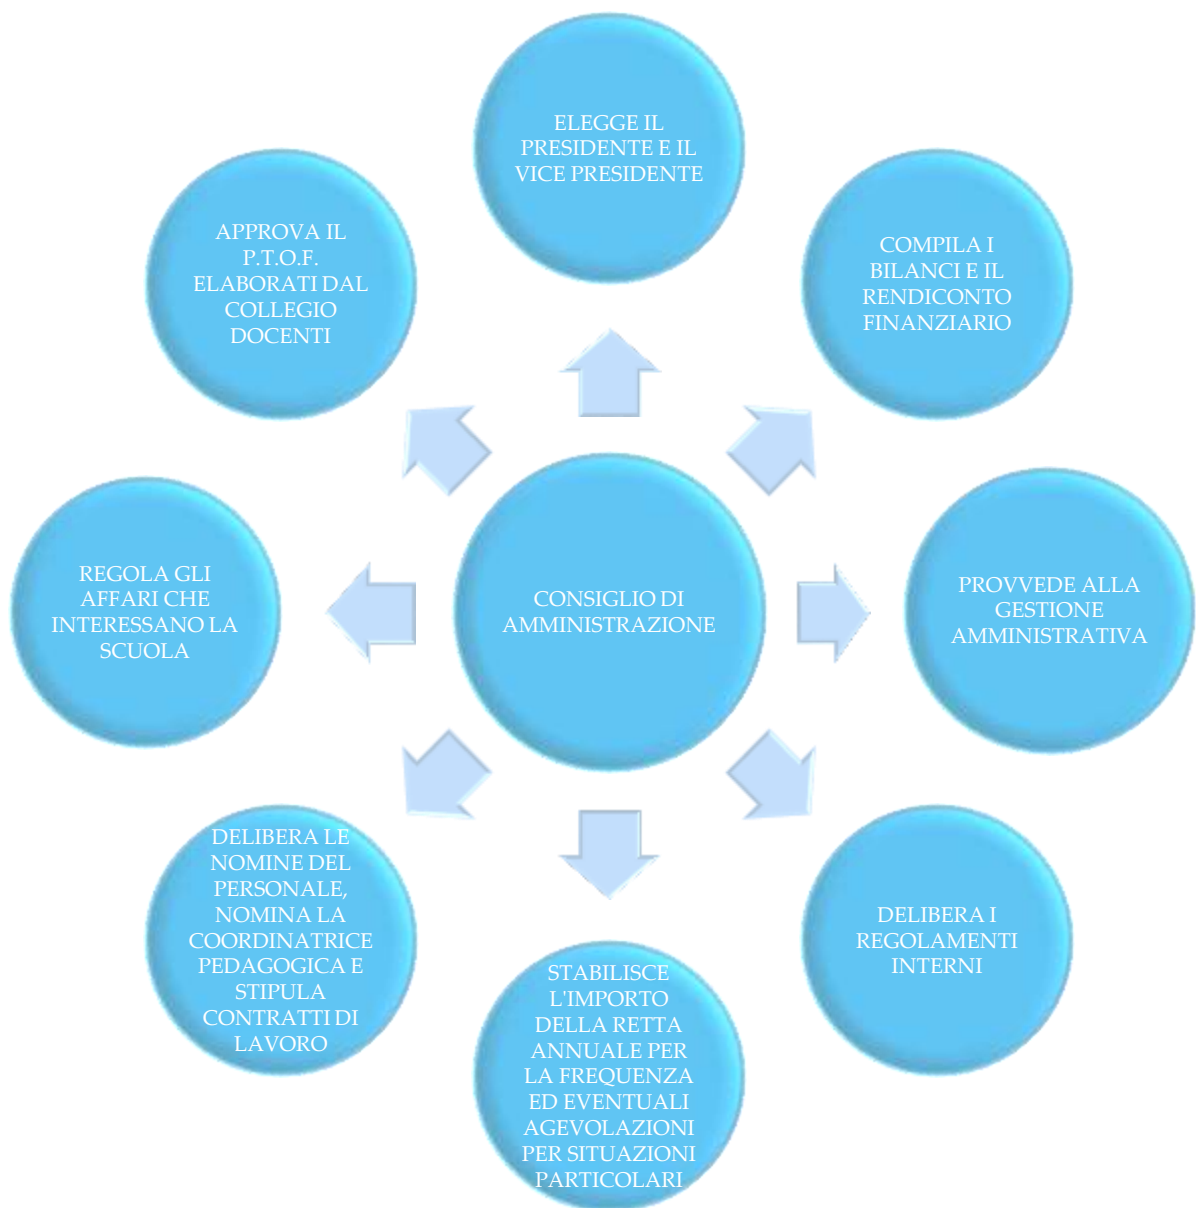 ELEGGE IL
PRESIDENTE E IL
VICE PRESIDENTE
COMPILA I
BILANCI E IL
RENDICONTO
FINANZIARIO
PROVVEDE ALLA
GESTIONE
AMMINISTRATIVA
DELIBERA I
REGOLAMENTI
INTERNI
STABILISCE
L'IMPORTO
DELLA RETTA
ANNUALE PER
LA FREQUENZA
ED EVENTUALI
AGEVOLAZIONI
PER SITUAZIONI
PARTICOLARI
DELIBERA LE
NOMINE DEL
PERSONALE,
NOMINA LA
COORDINATRICE
PEDAGOGICA E
STIPULA
CONTRATTI DI
LAVORO
REGOLA GLI
AFFARI CHE
INTERESSANO LA
SCUOLA
APPROVA IL
P.T.O.F.
ELABORATI DAL
COLLEGIO
DOCENTI
CONSIGLIO DI
AMMINISTRAZIONE